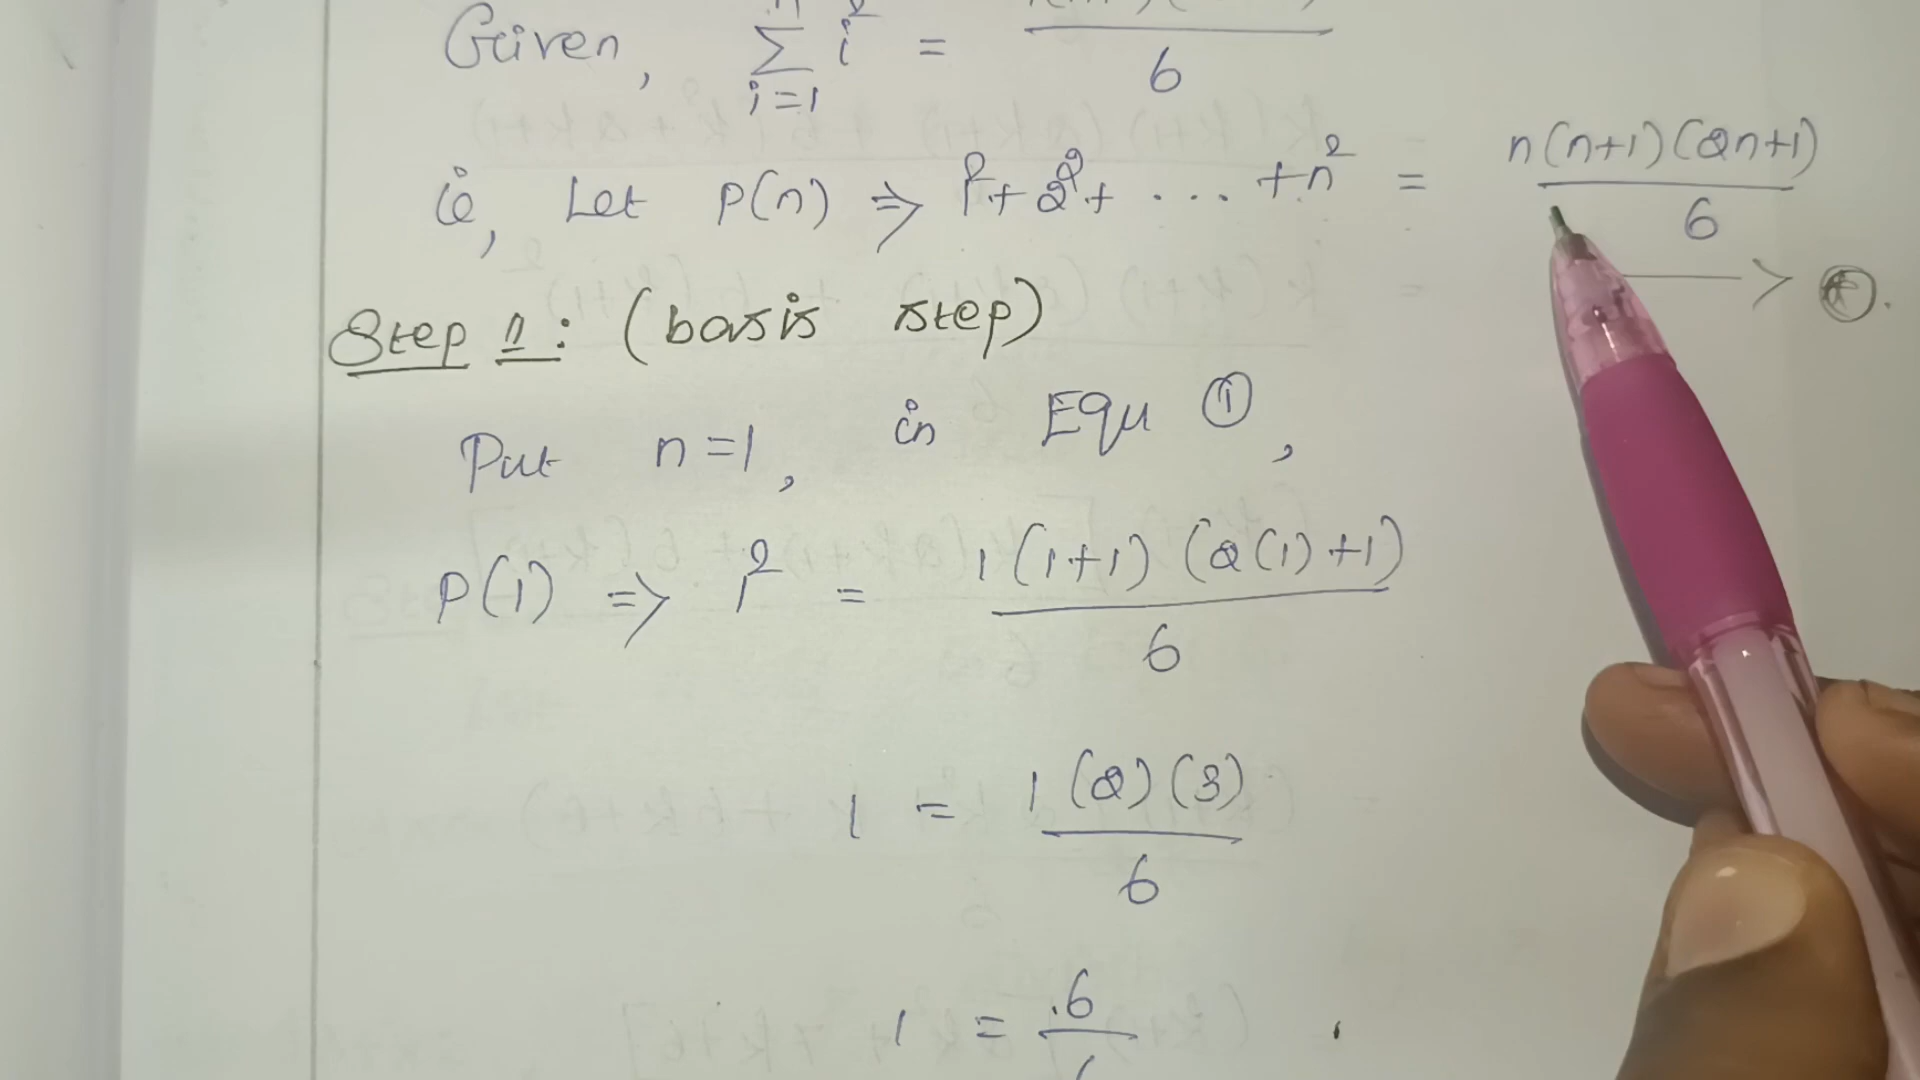 Given, n∑i=1 i² = /6
ie, Let P(n) => 1²+2²+ ... +n² = n(n+1)(2n+1)/6
Step 1: (basis step)
Put n=1, in Equ ①,
P(1) => 1² = 1(1+1)(2(1)+1)/6
1 = 1(2)(3)/6
1 = 6/